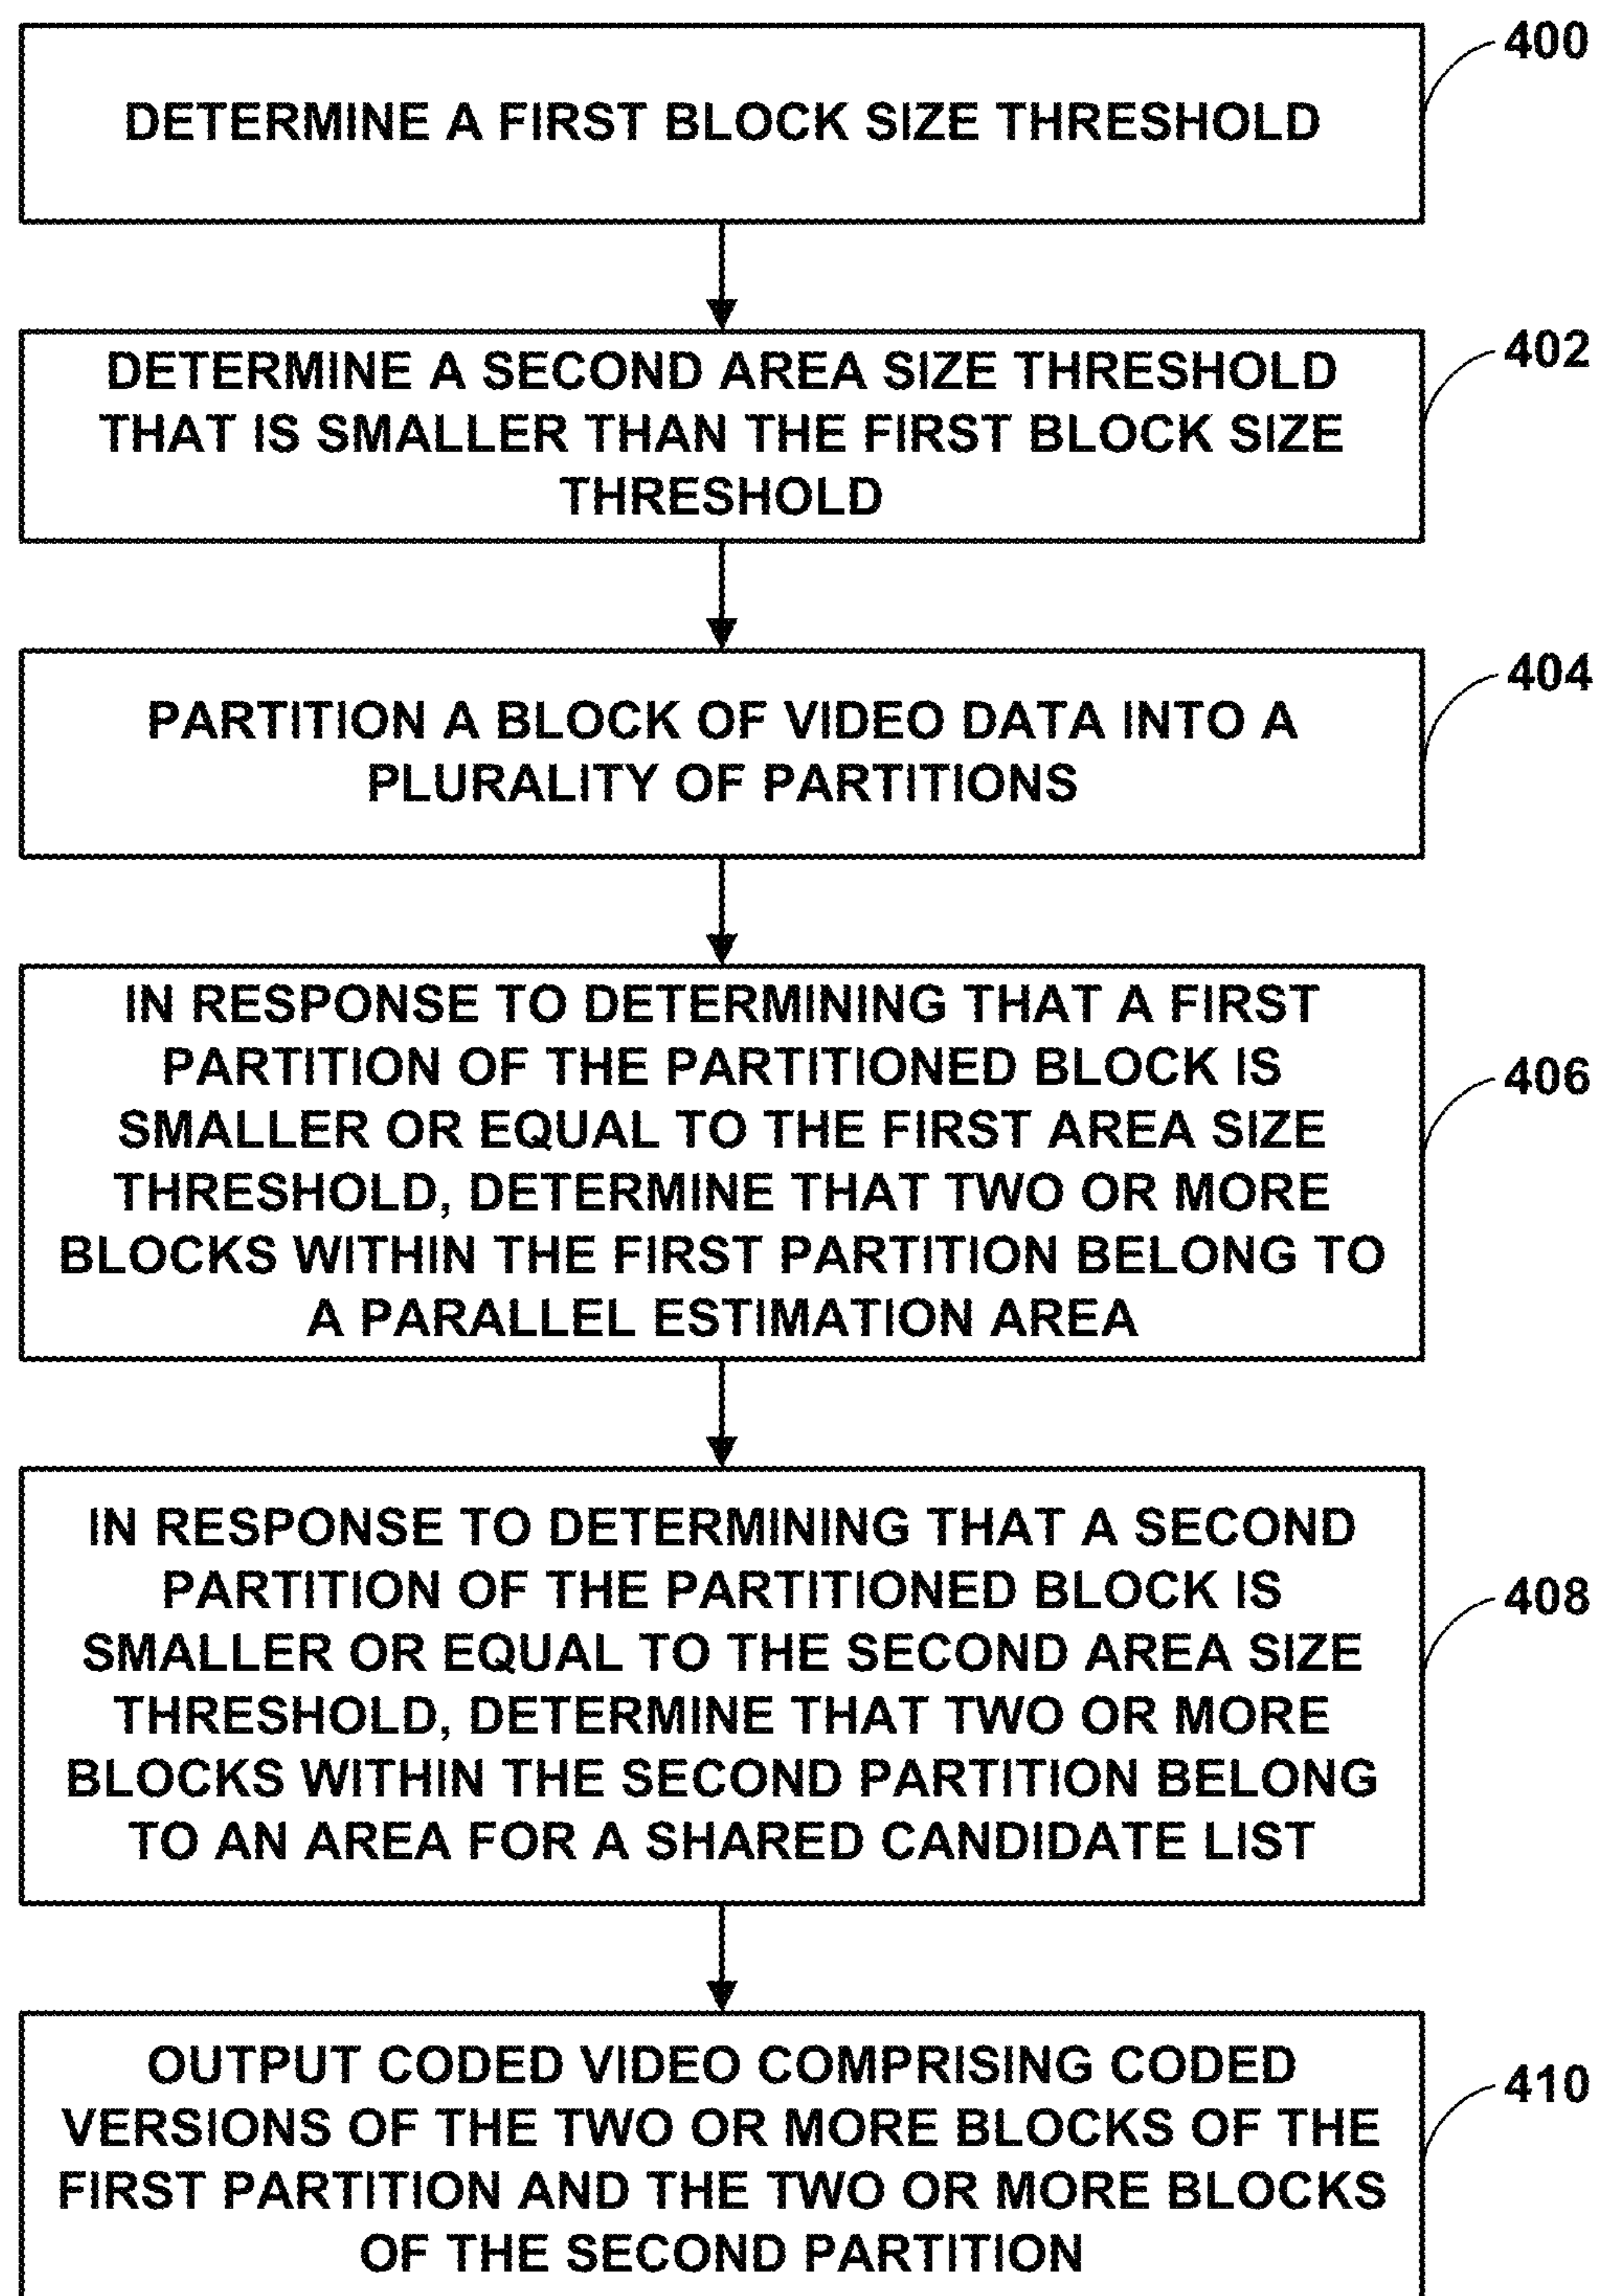 400
DETERMINE A FIRST BLOCK SIZE THRESHOLD
402
DETERMINE A SECOND AREA SIZE THRESHOLD
THAT IS SMALLER THAN THE FIRST BLOCK SIZE
THRESHOLD
404
PARTITION A BLOCK OF VIDEO DATA INTO A
PLURALITY OF PARTITIONS
406
IN RESPONSE TO DETERMINING THAT A FIRST
PARTITION OF THE PARTITIONED BLOCK IS
SMALLER OR EQUAL TO THE FIRST AREA SIZE
THRESHOLD, DETERMINE THAT TWO OR MORE
BLOCKS WITHIN THE FIRST PARTITION BELONG TO
A PARALLEL ESTIMATION AREA
408
IN RESPONSE TO DETERMINING THAT A SECOND
PARTITION OF THE PARTITIONED BLOCK IS
SMALLER OR EQUAL TO THE SECOND AREA SIZE
THRESHOLD, DETERMINE THAT TWO OR MORE
BLOCKS WITHIN THE SECOND PARTITION BELONG
TO AN AREA FOR A SHARED CANDIDATE LIST
410
OUTPUT CODED VIDEO COMPRISING CODED
VERSIONS OF THE TWO OR MORE BLOCKS OF THE
FIRST PARTITION AND THE TWO OR MORE BLOCKS
OF THE SECOND PARTITION